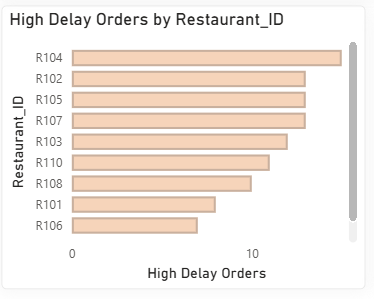 High Delay Orders by Restaurant_ID
Restaurant_ID
R104
R102
R105
R107
R103
R110
R108
R101
R106
0 10
High Delay Orders